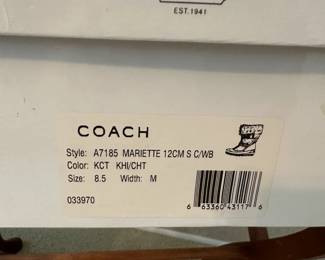 EST.1941
COACH
Style: A7185 MARIETTE 12CM S C/WB
Color: KCT KHI/CHT
Size: 8.5 Width: M
033970
6 63360 43117 6